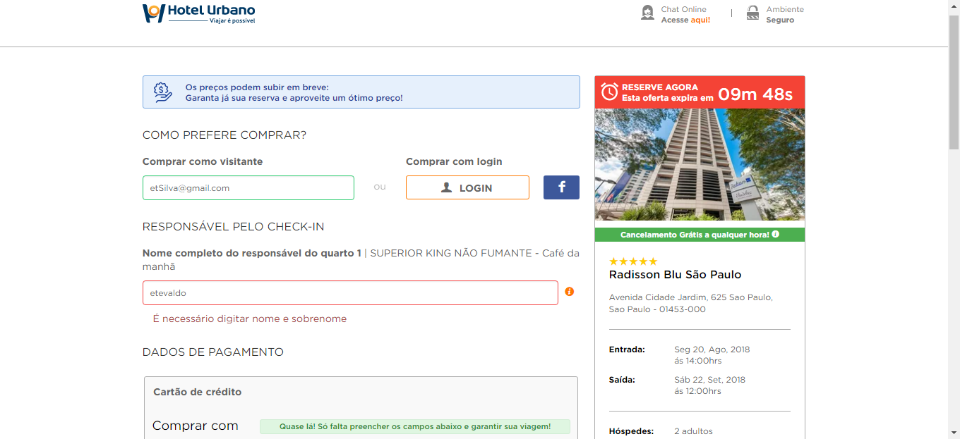 Hotel Urbano
Viajar é possível
Chat Online
Acesse aqui!
Ambiente
Seguro
Os preços podem subir em breve:
Garanta já sua reserva e aproveite um ótimo preço!
COMO PREFERE COMPRAR?
Comprar como visitante
Comprar com login
et5ilva@gmail.com
ou
LOGIN
f
RESPONSÁVEL PELO CHECK-IN
Nome completo do responsável do quarto 1 | SUPERIOR KING NÃO FUMANTE - Café da
manhã
etevaldo
É necessário digitar nome e sobrenome
DADOS DE PAGAMENTO
Cartão de crédito
Comprar com
Quase lá! Só falta preencher os campos abaixo e garantir sua viagem!
RESERVE AGORA
Esta oferta expira em
09m 48s
Cancelamento Grátis a qualquer hora!
Radisson Blu São Paulo
Avenida Cidade Jardim, 625 Sao Paulo,
Sao Paulo - 01453-000
Entrada:
Seg 20, Ago, 2018
ás 14:00hrs
Saída:
Sáb 22, Set, 2018
ás 12:00hrs
Hóspedes:
2 adultos